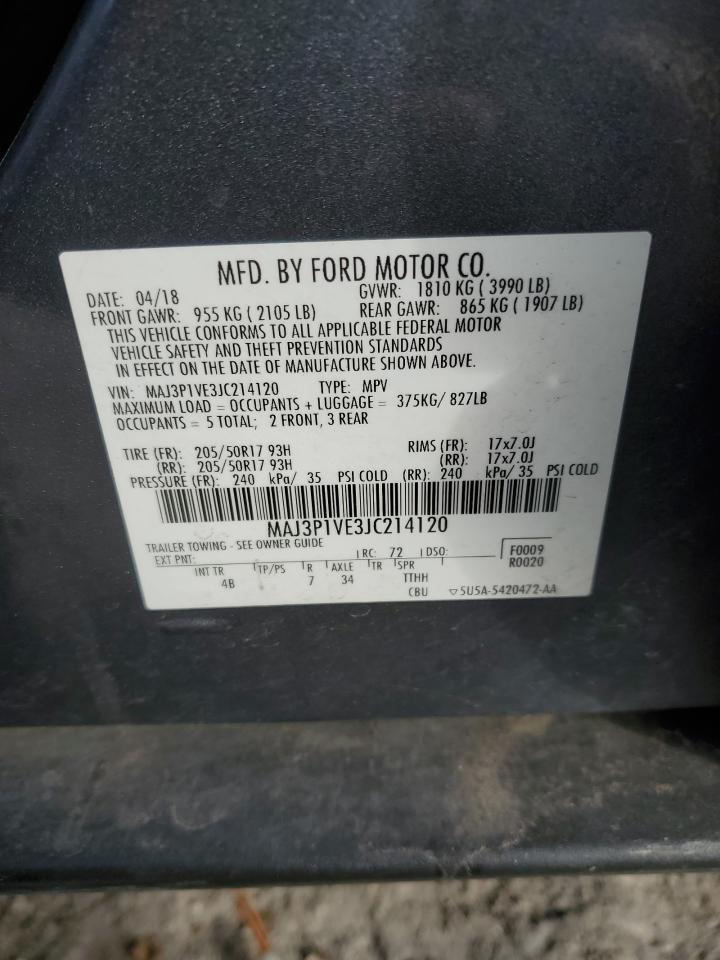 MFD. BY FORD MOTOR CO.
DATE: 04/18 GVWR: 1810 KG ( 3990 LB)
FRONT GAWR: 955 KG ( 2105 LB) REAR GAWR: 865 KG ( 1907 LB)
THIS VEHICLE CONFORMS TO ALL APPLICABLE FEDERAL MOTOR
VEHICLE SAFETY AND THEFT PREVENTION STANDARDS
IN EFFECT ON THE DATE OF MANUFACTURE SHOWN ABOVE.
VIN: MAJ3P1VE3JC214120 TYPE: MPV
MAXIMUM LOAD = OCCUPANTS + LUGGAGE = 375KG/ 827LB
OCCUPANTS = 5 TOTAL; 2 FRONT, 3 REAR
TIRE (FR): 205/50R17 93H RIMS (FR): 17x7.0J
(RR): 205/50R17 93H (RR): 17x7.0J
PRESSURE (FR): 240 kPa/ 35 PSI COLD (RR): 240 kPa/ 35 PSI COLD
MAJ3P1VE3JC214120
TRAILER TOWING - SEE OWNER GUIDE
EXT PNT: RC: 72 DSO: F0009
R0020
INT TR TP/PS R AXLE TR SPR
4B 7 34 TTHH
CBU ▽5U5A-5420472-AA